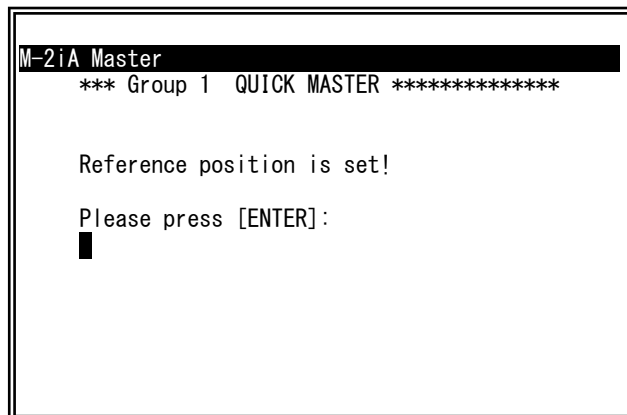 M-2iA Master
*** Group 1  QUICK MASTER **************
Reference position is set!
Please press [ENTER]: